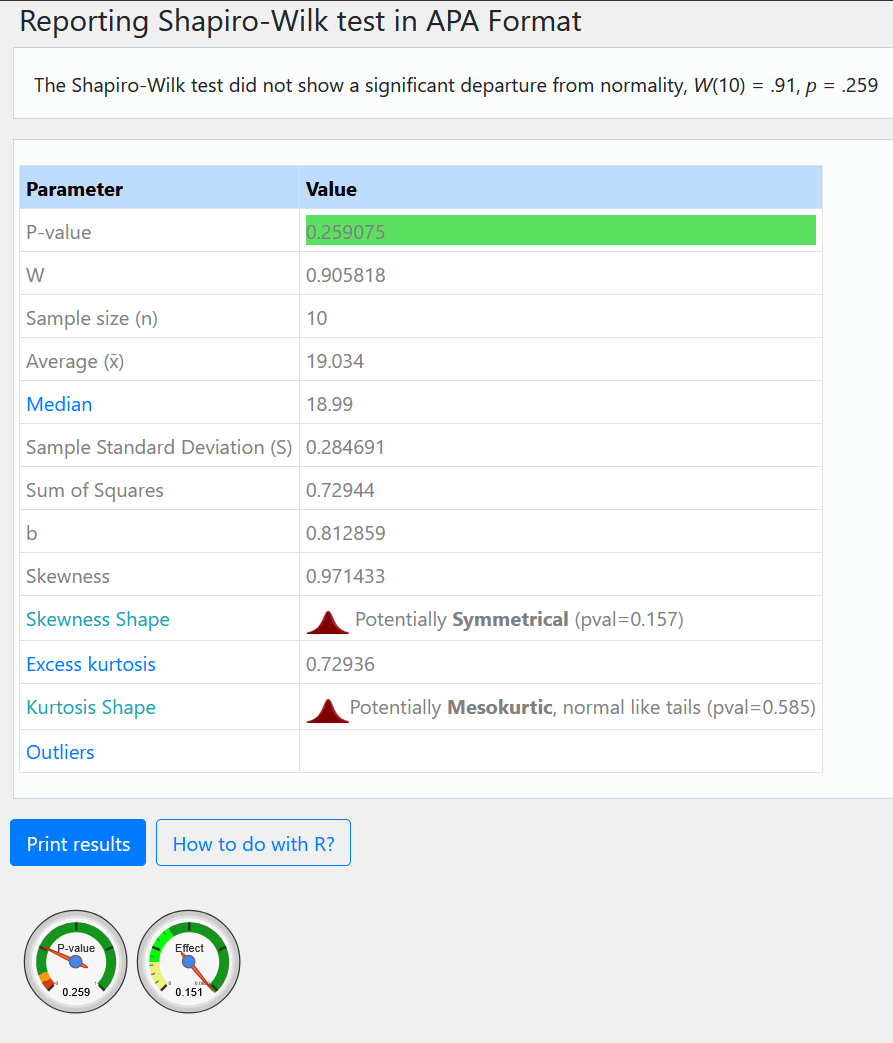 Reporting Shapiro-Wilk test in APA Format
The Shapiro-Wilk test did not show a significant departure from normality, W(10) = .91, p = .259
Parameter Value
P-value 0.259075
W 0.905818
Sample size (n) 10
Average (x̄) 19.034
Median 18.99
Sample Standard Deviation (S) 0.284691
Sum of Squares 0.72944
b 0.812859
Skewness 0.971433
Skewness Shape Potentially Symmetrical (pval=0.157)
Excess kurtosis 0.72936
Kurtosis Shape Potentially Mesokurtic, normal like tails (pval=0.585)
Outliers
Print results How to do with R?
P-value Effect
0.259 0.151